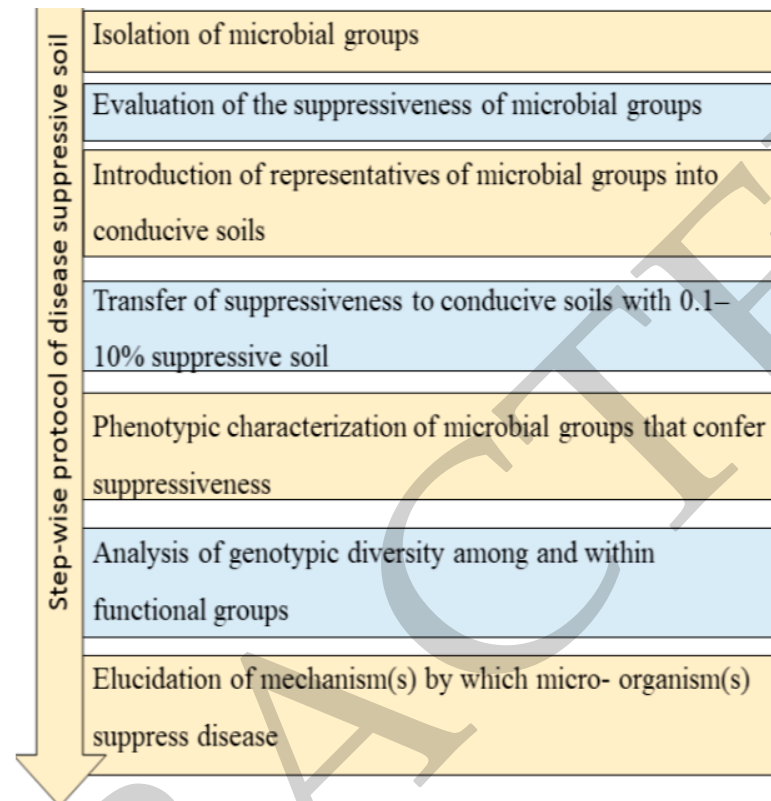 Step-wise protocol of disease suppressive soil
Isolation of microbial groups
Evaluation of the suppressiveness of microbial groups
Introduction of representatives of microbial groups into
conducive soils
Transfer of suppressiveness to conducive soils with 0.1–
10% suppressive soil
Phenotypic characterization of microbial groups that confer
suppressiveness
Analysis of genotypic diversity among and within
functional groups
Elucidation of mechanism(s) by which micro- organism(s)
suppress disease